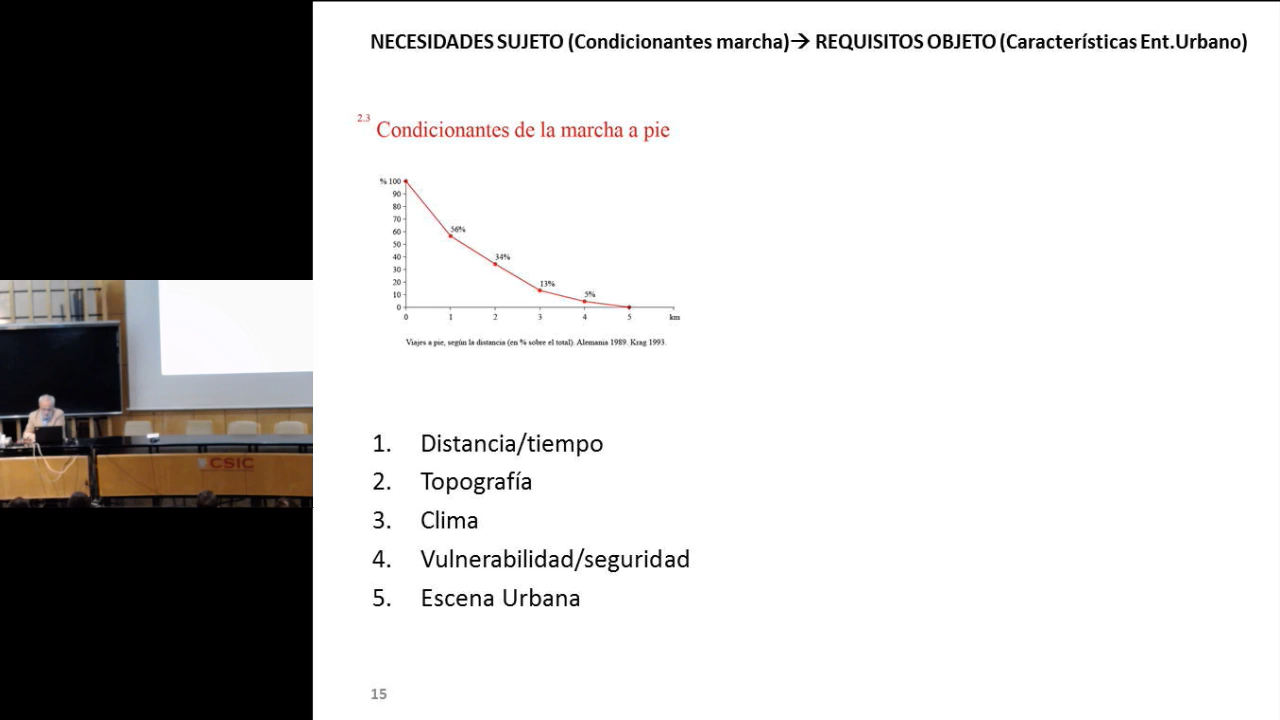 NECESIDADES SUJETO (Condicionantes marcha)→ REQUISITOS OBJETO (Características Ent.Urbano)
2.3 Condicionantes de la marcha a pie
% 100
90
80
70
60
50
40
30
20
10
0
56%
34%
13%
5%
0 1 2 3 4 5 km
Viajes a pie, según la distancia (en % sobre el total). Alemania 1989. Krag 1993.
CSIC
1. Distancia/tiempo
2. Topografía
3. Clima
4. Vulnerabilidad/seguridad
5. Escena Urbana
15